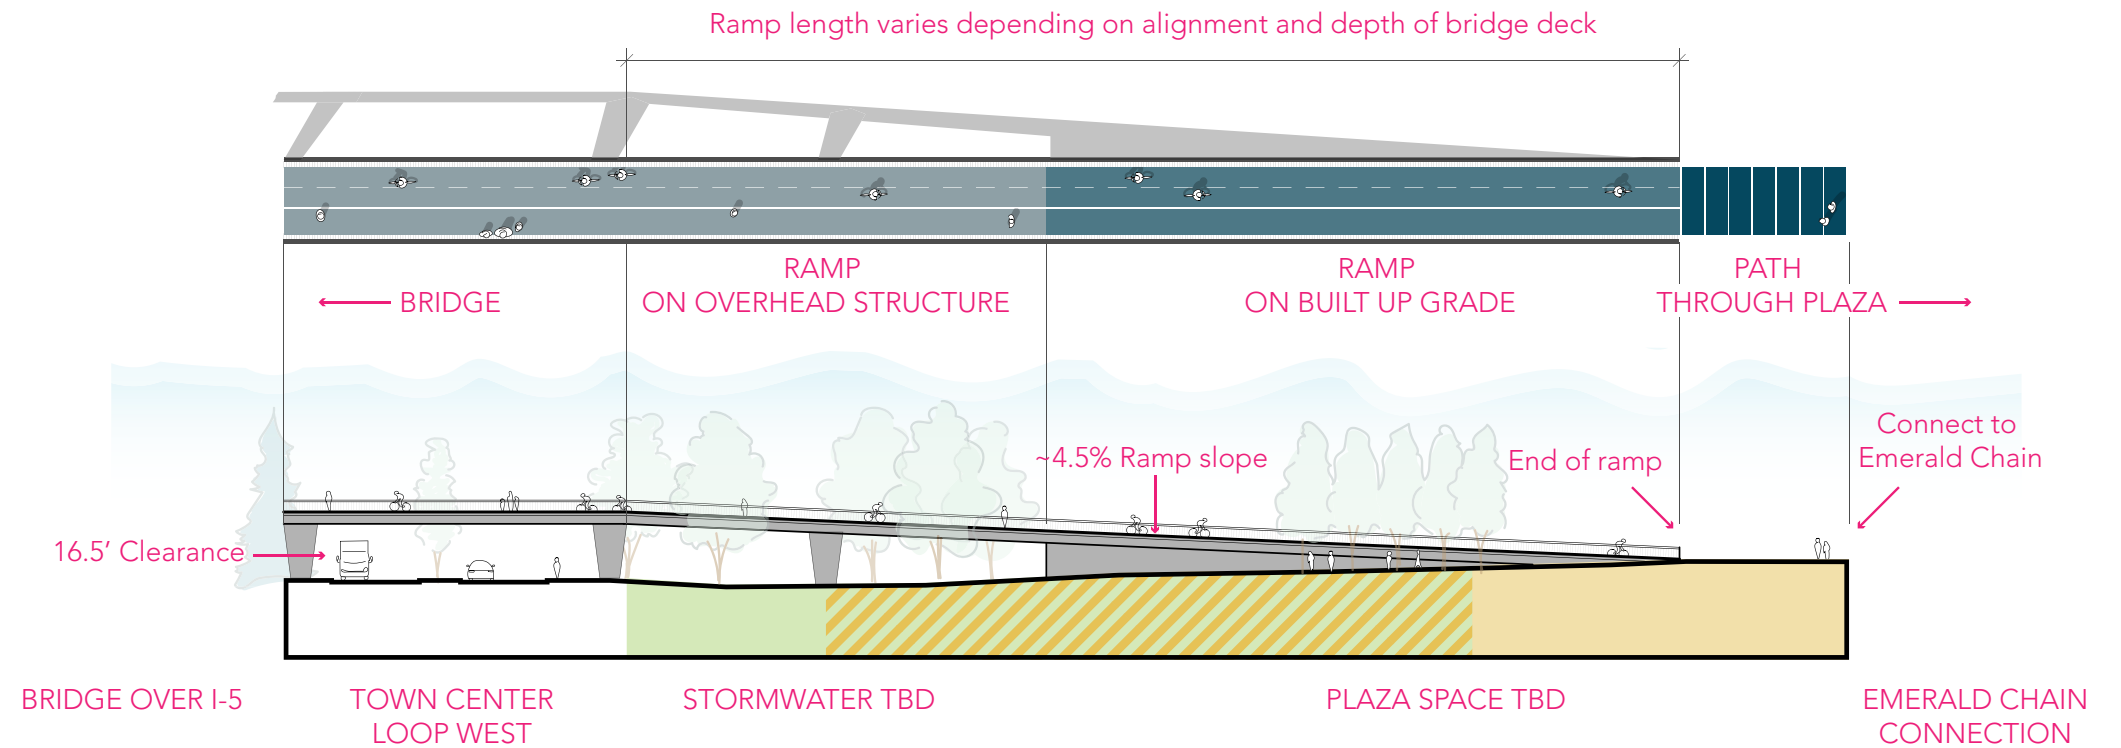 Ramp length varies depending on alignment and depth of bridge deck
BRIDGE
RAMP
ON OVERHEAD STRUCTURE
RAMP
ON BUILT UP GRADE
PATH
THROUGH PLAZA
16.5’ Clearance
~4.5% Ramp slope
End of ramp
Connect to
Emerald Chain
BRIDGE OVER I-5
TOWN CENTER
LOOP WEST
STORMWATER TBD
PLAZA SPACE TBD
EMERALD CHAIN
CONNECTION